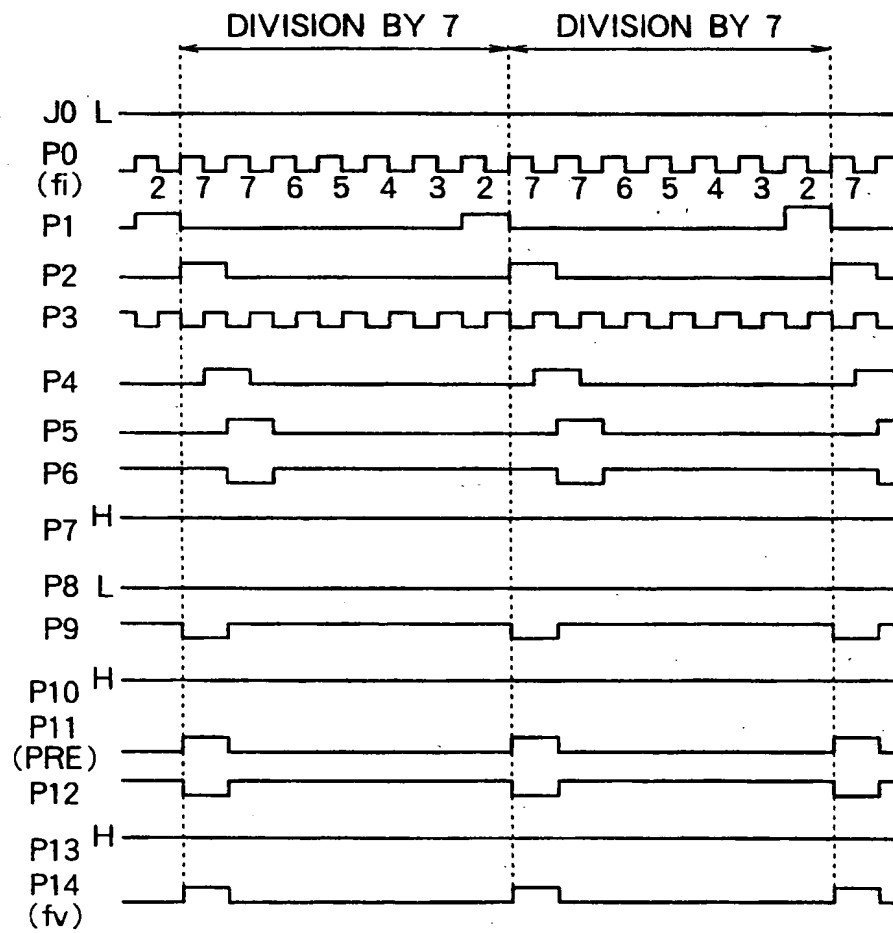 DIVISION BY 7 DIVISION BY 7
J0 L
P0
(fi)
2 7 7 6 5 4 3 2 7 7 6 5 4 3 2 7
P1
P2
P3
P4
P5
P6
P7 H
P8 L
P9
P10 H
P11
(PRE)
P12
P13 H
P14
(fv)